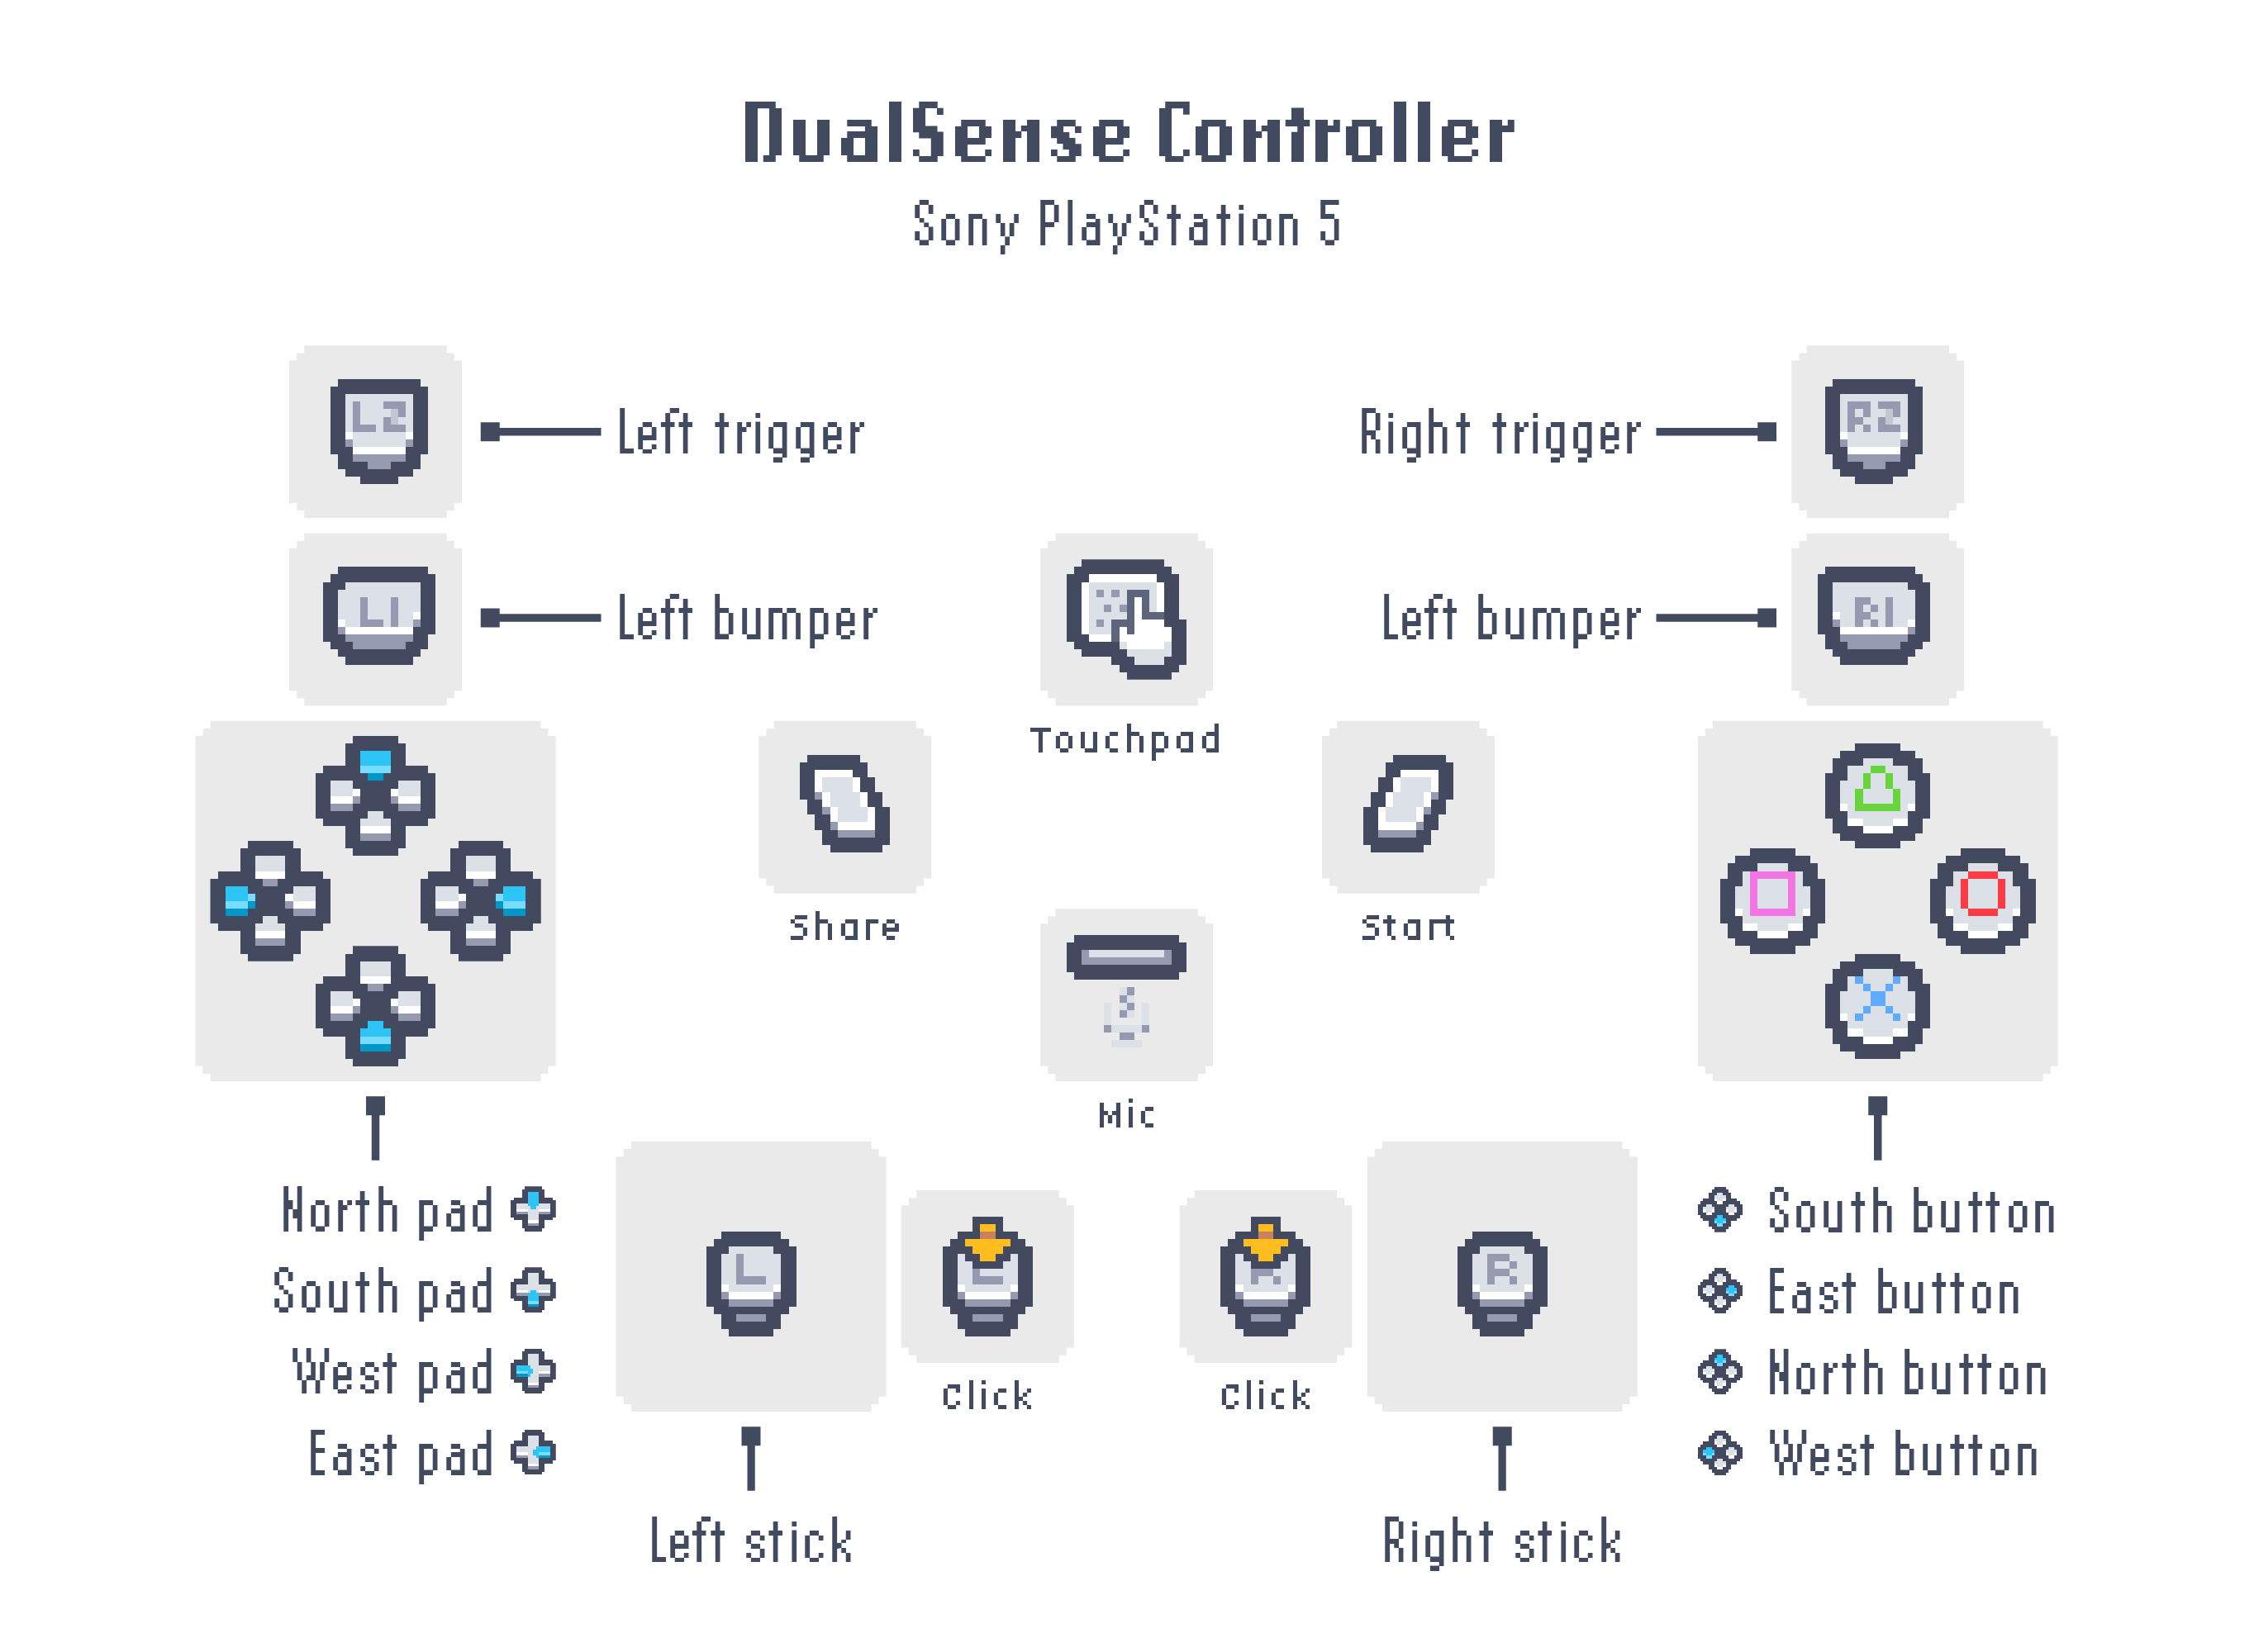 DualSense Controller
Sony PlayStation 5
L2
Left trigger
Right trigger
R2
L1
Left bumper
Left bumper
R1
Touchpad
Share
Start
Mic
North pad
South pad
West pad
East pad
L
L
Click
R
Click
R
South button
East button
North button
West button
Left stick
Right stick